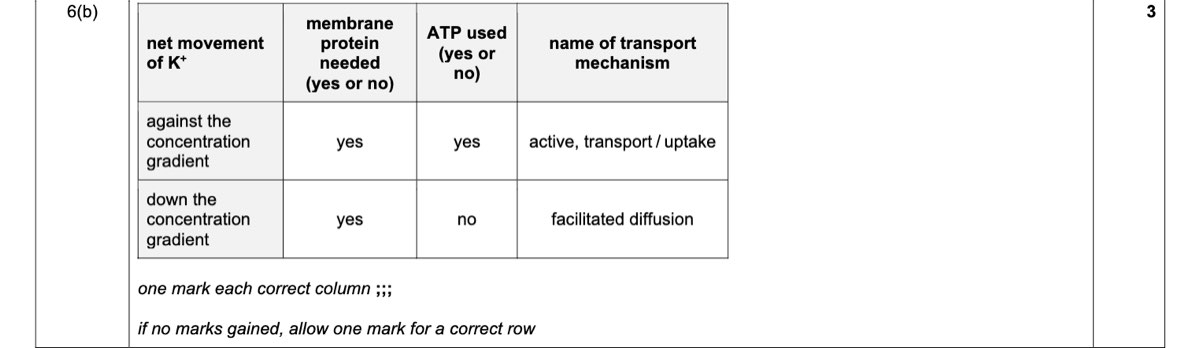 6(b)
3
net movement
of K⁺
membrane
protein
needed
(yes or no)
ATP used
(yes or
no)
name of transport
mechanism
against the
concentration
gradient
yes
yes
active, transport / uptake
down the
concentration
gradient
yes
no
facilitated diffusion
one mark each correct column ;;;
if no marks gained, allow one mark for a correct row